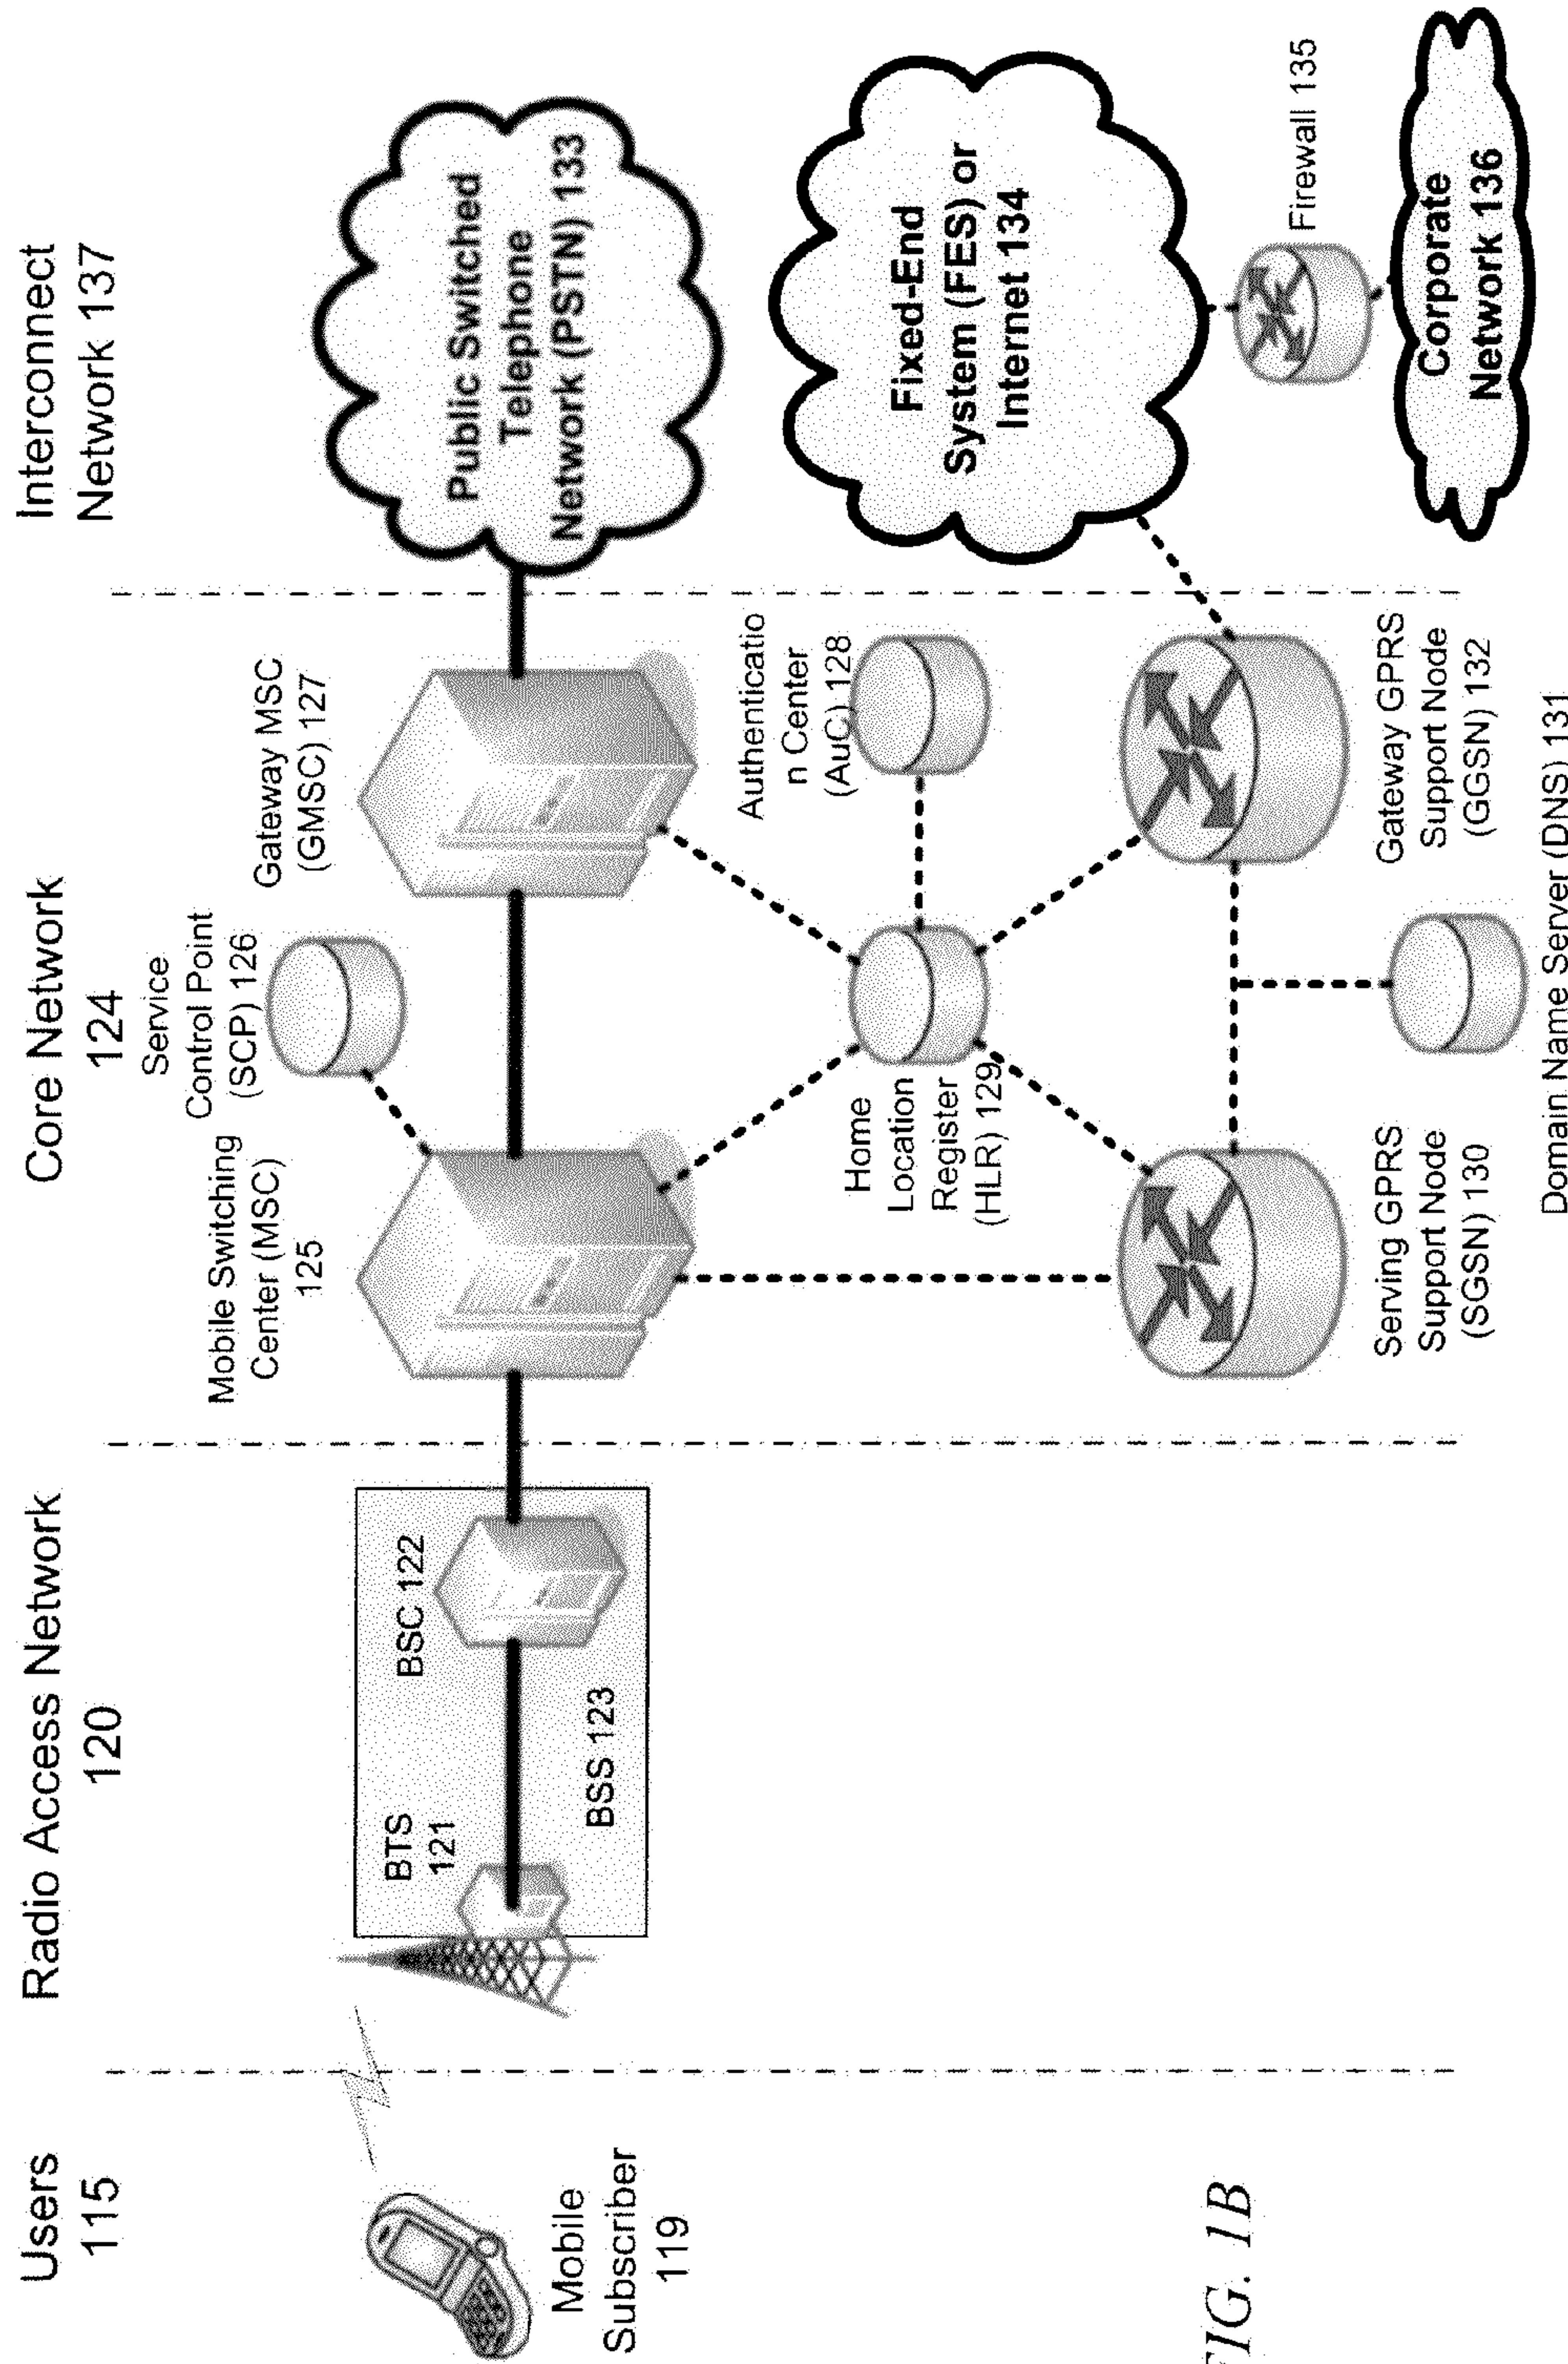 Users
115
Radio Access Network
120
Core Network
124
Interconnect
Network 137
Mobile
Subscriber
119
BTS
121
BSC 122
BSS 123
Mobile Switching
Center (MSC)
125
Service
Control Point
(SCP) 126
Gateway MSC
(GMSC) 127
Public Switched
Telephone
Network (PSTN) 133
Home
Location
Register
(HLR) 129
Authenticatio
n Center
(AuC) 128
Fixed-End
System (FES) or
Internet 134
Firewall 135
Corporate
Network 136
Serving GPRS
Support Node
(SGSN) 130
Gateway GPRS
Support Node
(GGSN) 132
Domain Name Server (DNS) 131
FIG. 1B